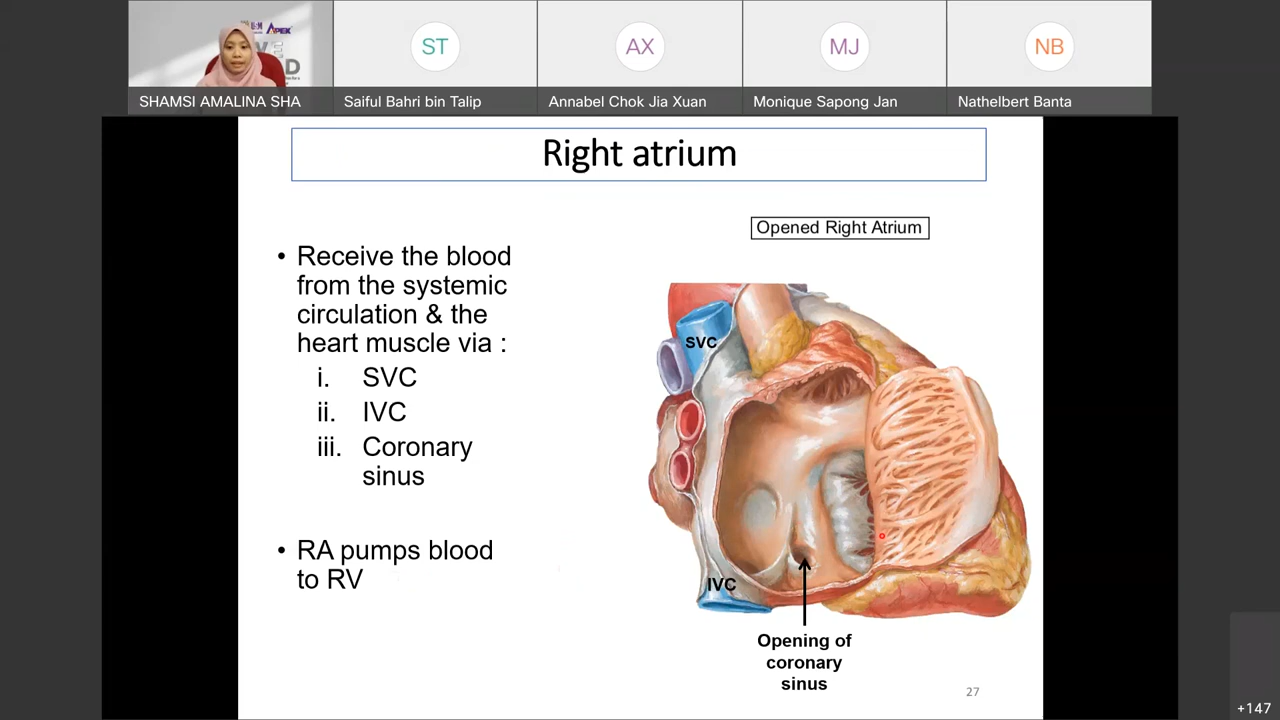 APEK
ST
AX
MJ
NB
SHAMSI AMALINA SHA
Saiful Bahri bin Talip
Annabel Chok Jia Xuan
Monique Sapong Jan
Nathelbert Banta
Right atrium
Opened Right Atrium
• Receive the blood
from the systemic
circulation & the
heart muscle via :
i. SVC
ii. IVC
iii. Coronary
sinus
• RA pumps blood
to RV
SVC
IVC
Opening of
coronary
sinus
27
+147